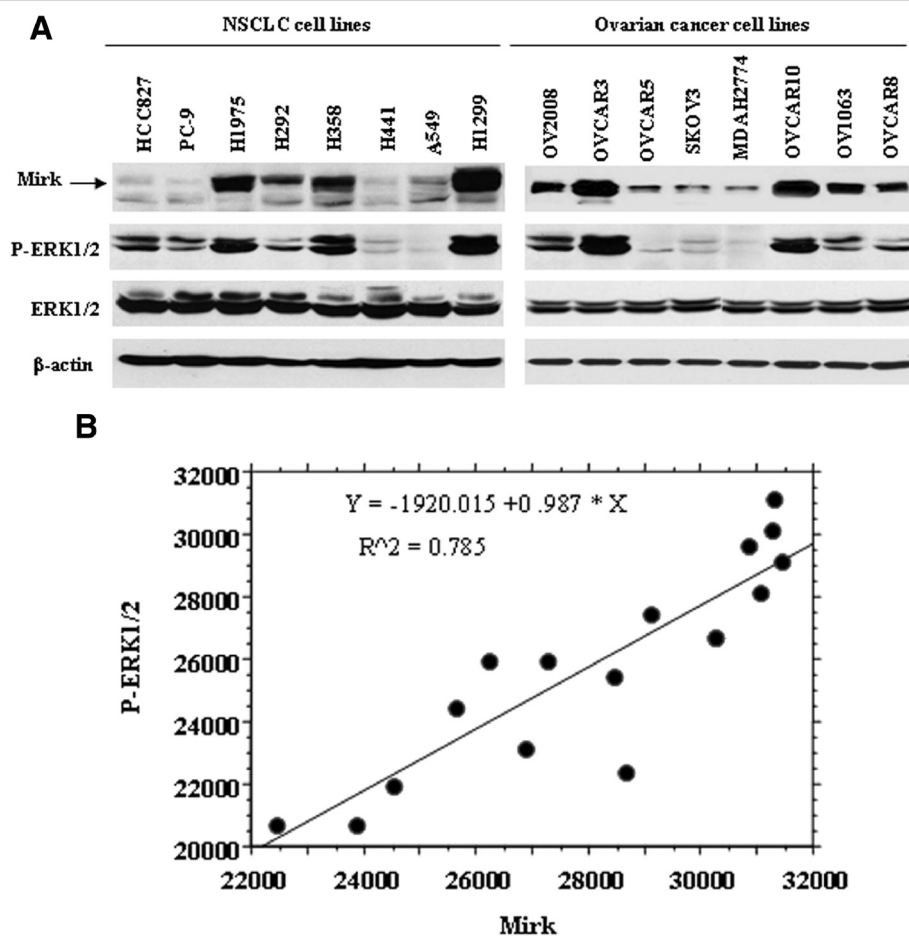 A
NSCLC cell lines
Ovarian cancer cell lines
HCC827
PC-9
H1975
H292
H358
H441
A549
H1299
OV2008
OVCAR3
OVCAR5
SKOV3
MDAH2774
OVCAR10
OV1063
OVCAR8
Mirk
P-ERK1/2
ERK1/2
β-actin
B
Y = -1920.015 +0 .987 * X
R^2 = 0.785
P-ERK1/2
32000
30000
28000
26000
24000
22000
20000
22000 24000 26000 28000 30000 32000
Mirk